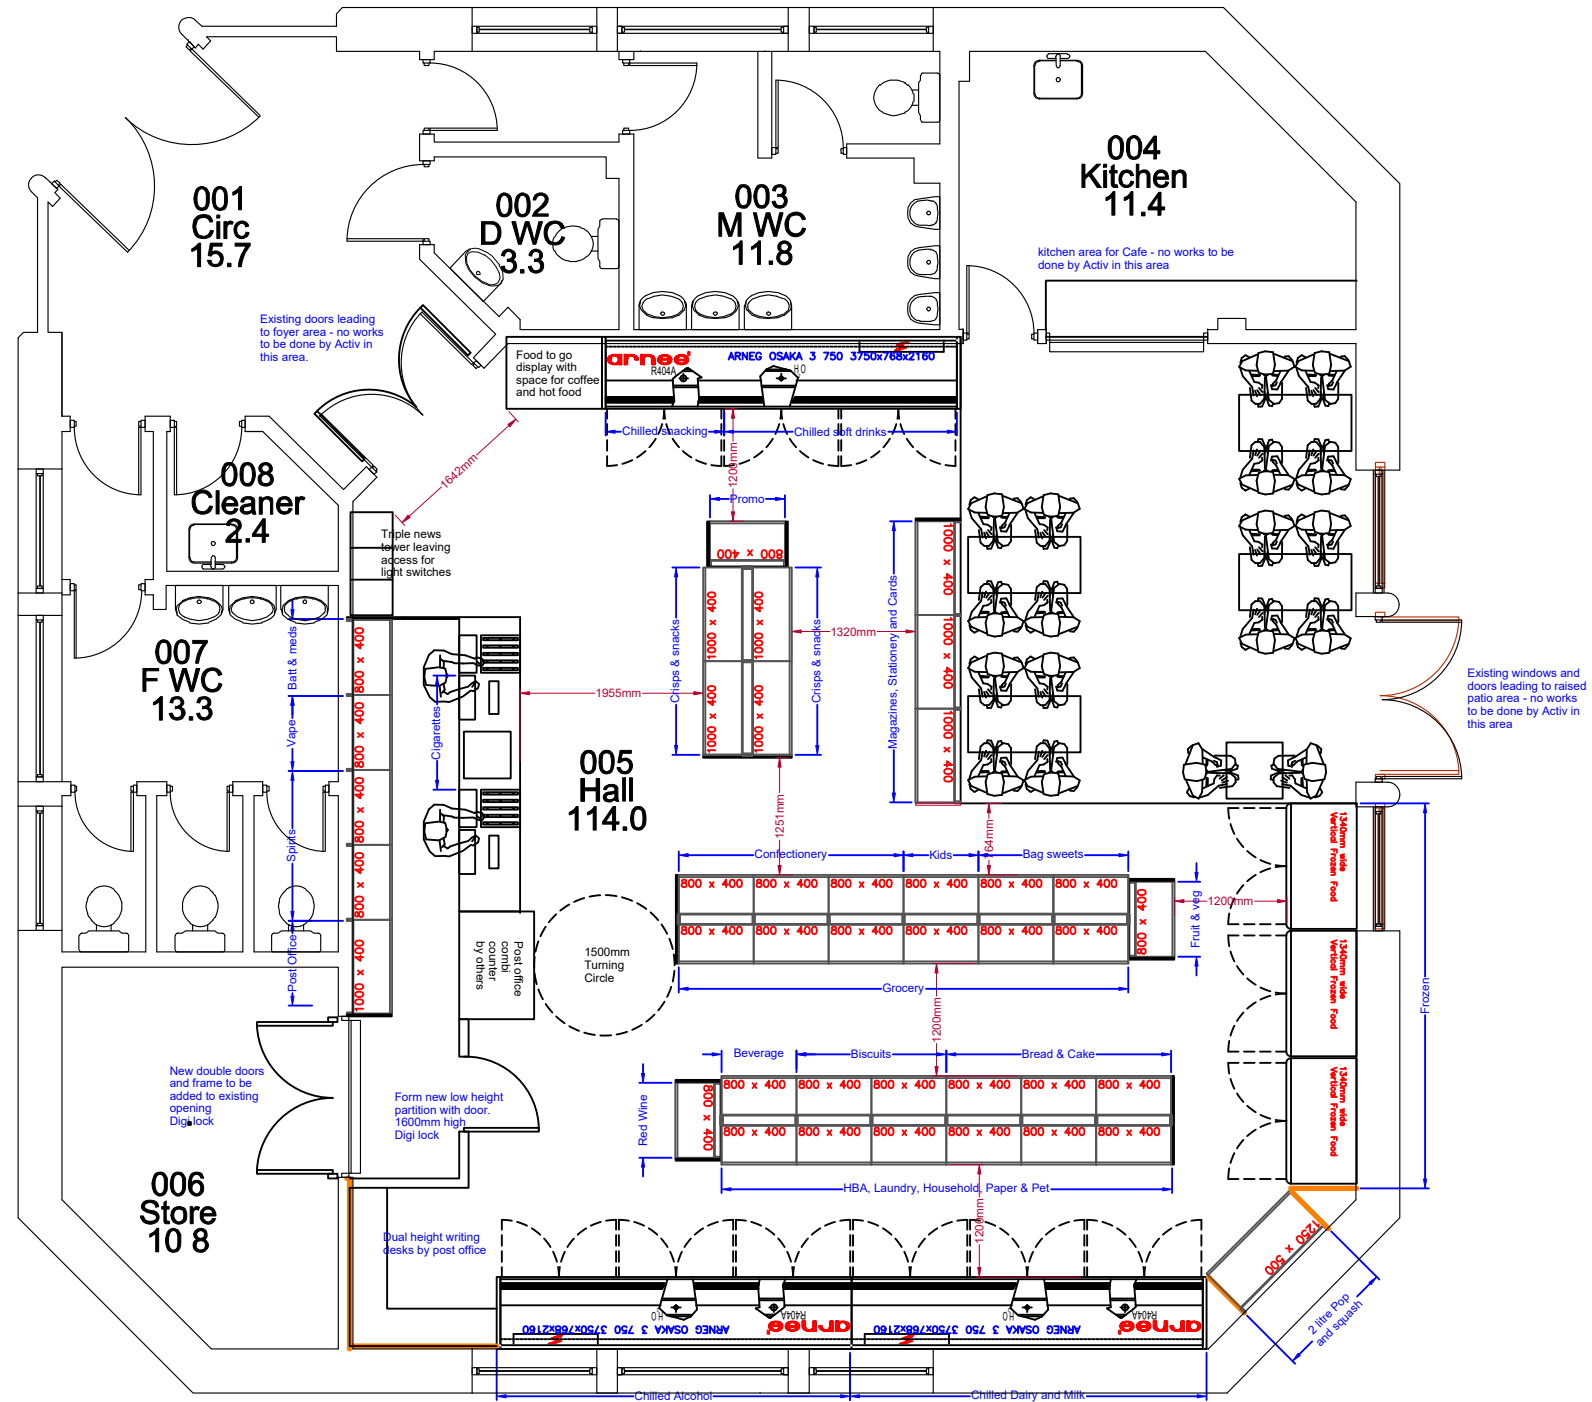 001
Circ
15.7
002
D WC
3.3
003
M WC
11.8
004
Kitchen
11.4
kitchen area for Cafe - no works to be
done by Activ in this area
Existing doors leading
to foyer area - no works
to be done by Activ in
this area.
Food to go
display with
space for coffee
and hot food
arneg
ARNEG OSAKA 3 750 3750x768x2160
R404A
H O
Chilled snacking
Chilled soft drinks
1642mm
1200mm
Promo
008
Cleaner
2.4
Triple news
tower leaving
access for
light switches
800 x 400
1000 x 400
1000 x 400
1000 x 400
1000 x 400
Crisps & snacks
Crisps & snacks
1320mm
Magazines, Stationery and Cards
1000 x 400
1000 x 400
1000 x 400
007
F WC
13.3
Batt & meds
Vape
Spirits
Post Office
800 x 400
800 x 400
800 x 400
800 x 400
1000 x 400
Cigarettes
1955mm
005
Hall
114.0
1251mm
Existing windows and
doors leading to raised
patio area - no works
to be done by Activ in
this area
Confectionery
Kids
Bag sweets
800 x 400
800 x 400
800 x 400
800 x 400
800 x 400
800 x 400
800 x 400
800 x 400
800 x 400
800 x 400
800 x 400
800 x 400
800 x 400
Fruit & veg
1200mm
Grocery
1340mm wide
Vertical Frozen Food
1340mm wide
Vertical Frozen Food
1340mm wide
Vertical Frozen Food
Frozen
Post office
combi
counter
by others
1500mm
Turning
Circle
1200mm
Beverage
Biscuits
Bread & Cake
800 x 400
800 x 400
800 x 400
800 x 400
800 x 400
800 x 400
800 x 400
800 x 400
800 x 400
800 x 400
800 x 400
800 x 400
800 x 400
Red Wine
HBA, Laundry, Household, Paper & Pet
1200mm
New double doors
and frame to be
added to existing
opening
Digi lock
Form new low height
partition with door.
1600mm high
Digi lock
006
Store
10 8
Dual height writing
desks by post office
1250 x 500
2 litre Pop
and squash
H O
R404A
arneg
ARNEG OSAKA 3 750 3750x768x2160
H O
R404A
arneg
ARNEG OSAKA 3 750 3750x768x2160
Chilled Alcohol
Chilled Dairy and Milk